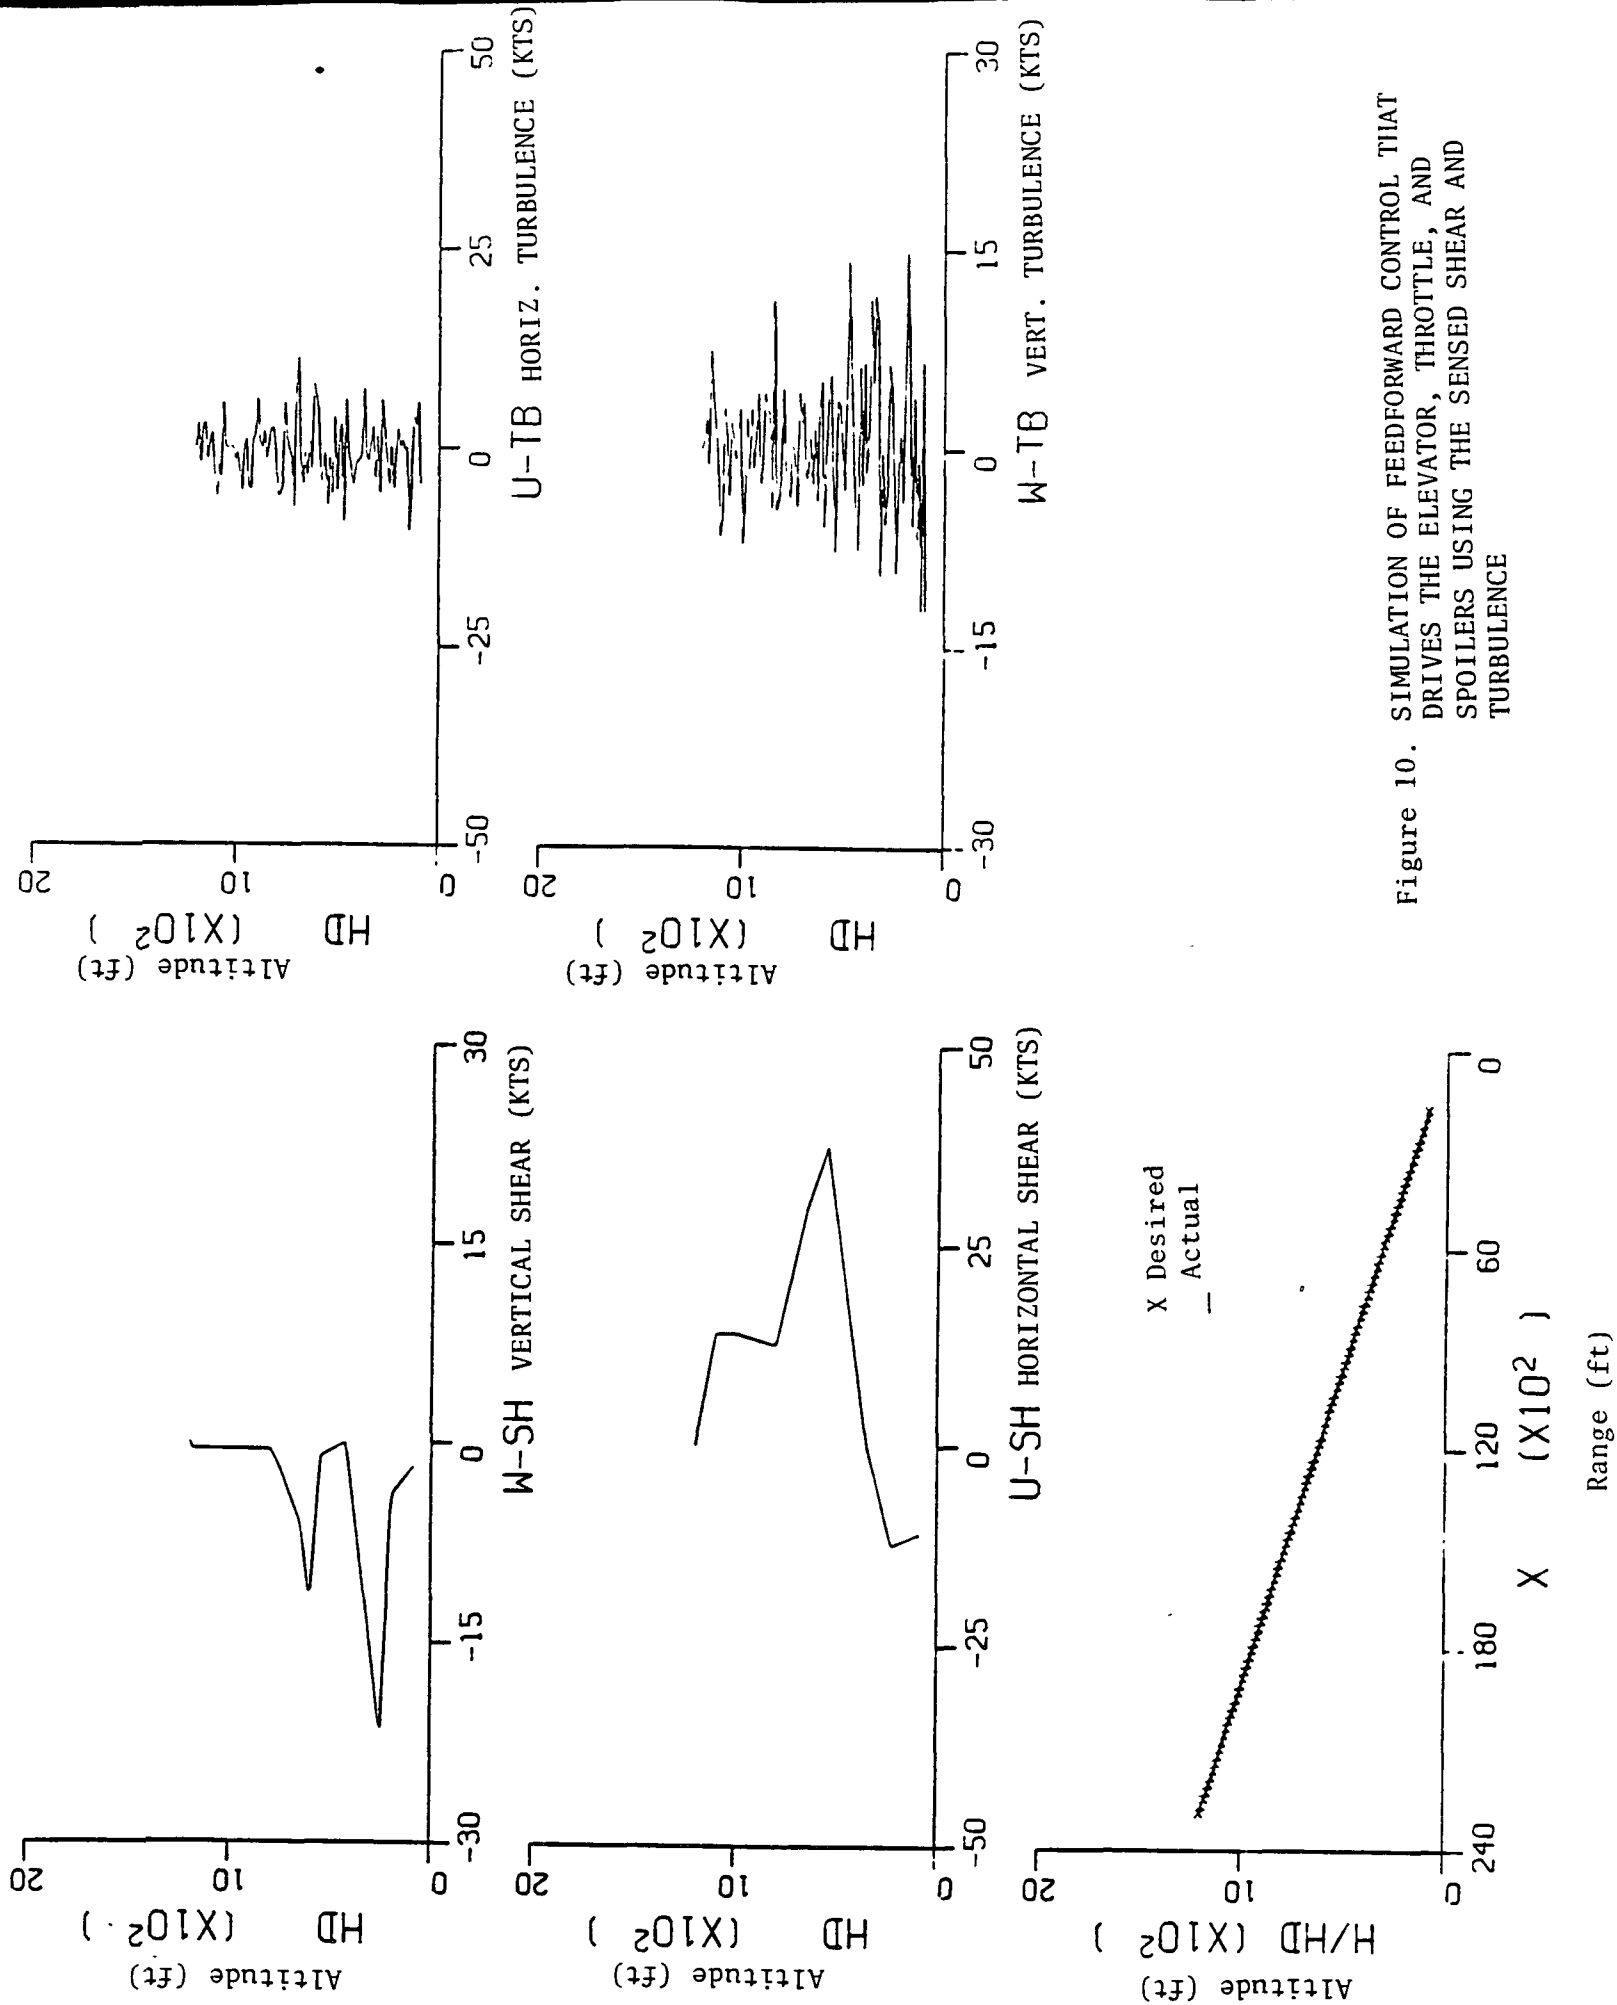 20
10
0
HD (X10² )
Altitude (ft)
-30
-15
0
15
30
W-SH VERTICAL SHEAR (KTS)
20
10
0
HD (X10² )
Altitude (ft)
-50
-25
0
25
50
U-SH HORIZONTAL SHEAR (KTS)
20
10
0
H/HD (X10² )
Altitude (ft)
X Desired
_ Actual
240
180
120
60
0
X (X10² )
Range (ft)
20
10
0
HD (X10² )
Altitude (ft)
-50
-25
0
25
50
U-TB HORIZ. TURBULENCE (KTS)
20
10
0
HD (X10² )
Altitude (ft)
-30
-15
0
15
30
W-TB VERT. TURBULENCE (KTS)
Figure 10. SIMULATION OF FEEDFORWARD CONTROL THAT
DRIVES THE ELEVATOR, THROTTLE, AND
SPOILERS USING THE SENSED SHEAR AND
TURBULENCE